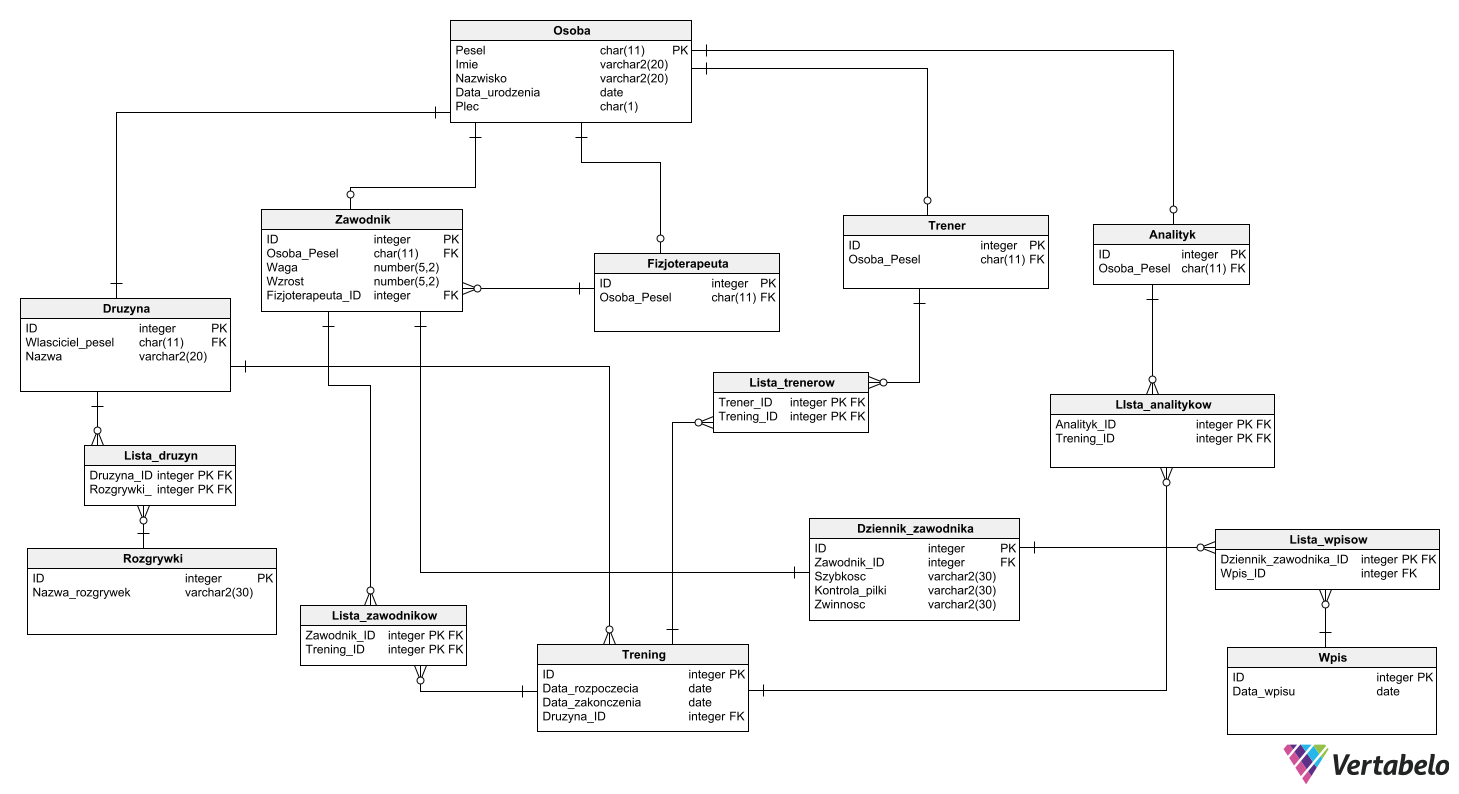 Osoba
Pesel char(11) PK
Imie varchar2(20)
Nazwisko varchar2(20)
Data_urodzenia date
Plec char(1)
Zawodnik
ID integer PK
Osoba_Pesel char(11) FK
Waga number(5,2)
Wzrost number(5,2)
Fizjoterapeuta_ID integer FK
Fizjoterapeuta
ID integer PK
Osoba_Pesel char(11) FK
Trener
ID integer PK
Osoba_Pesel char(11) FK
Analityk
ID integer PK
Osoba_Pesel char(11) FK
Druzyna
ID integer PK
Wlasciciel_pesel char(11) FK
Nazwa varchar2(20)
Lista_trenerow
Trener_ID integer PK FK
Trening_ID integer PK FK
LIsta_analitykow
Analityk_ID integer PK FK
Trening_ID integer PK FK
Lista_druzyn
Druzyna_ID integer PK FK
Rozgrywki_ integer PK FK
Rozgrywki
ID integer PK
Nazwa_rozgrywek varchar2(30)
Dziennik_zawodnika
ID integer PK
Zawodnik_ID integer FK
Szybkosc varchar2(30)
Kontrola_pilki varchar2(30)
Zwinnosc varchar2(30)
Lista_wpisow
Dziennik_zawodnika_ID integer PK FK
Wpis_ID integer FK
Lista_zawodnikow
Zawodnik_ID integer PK FK
Trening_ID integer PK FK
Trening
ID integer PK
Data_rozpoczecia date
Data_zakonczenia date
Druzyna_ID integer FK
Wpis
ID integer PK
Data_wpisu date
Vertabelo